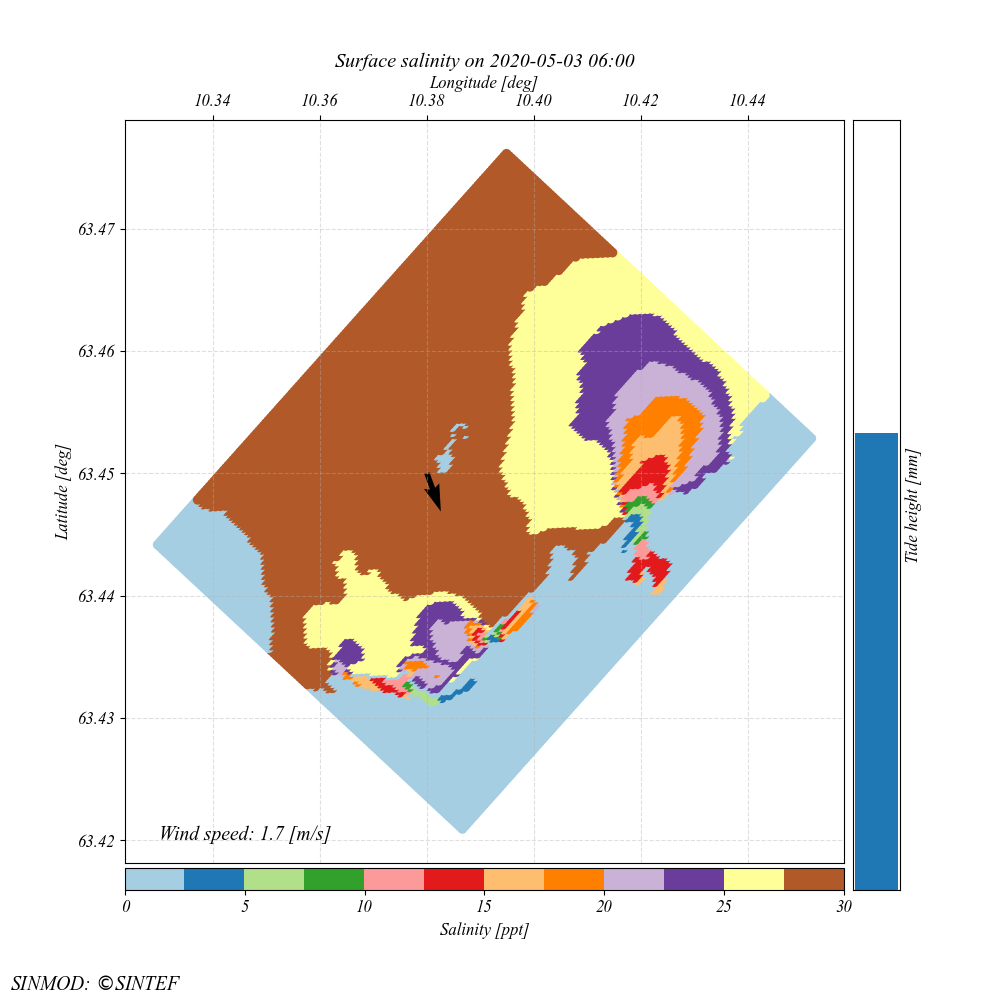 Surface salinity on 2020-05-03 06:00
Longitude [deg]
10.34 10.36 10.38 10.40 10.42 10.44
63.47
63.46
63.45
63.44
63.43
63.42
Latitude [deg]
Tide height [mm]
Wind speed: 1.7 [m/s]
0 5 10 15 20 25 30
Salinity [ppt]
SINMOD: ©SINTEF